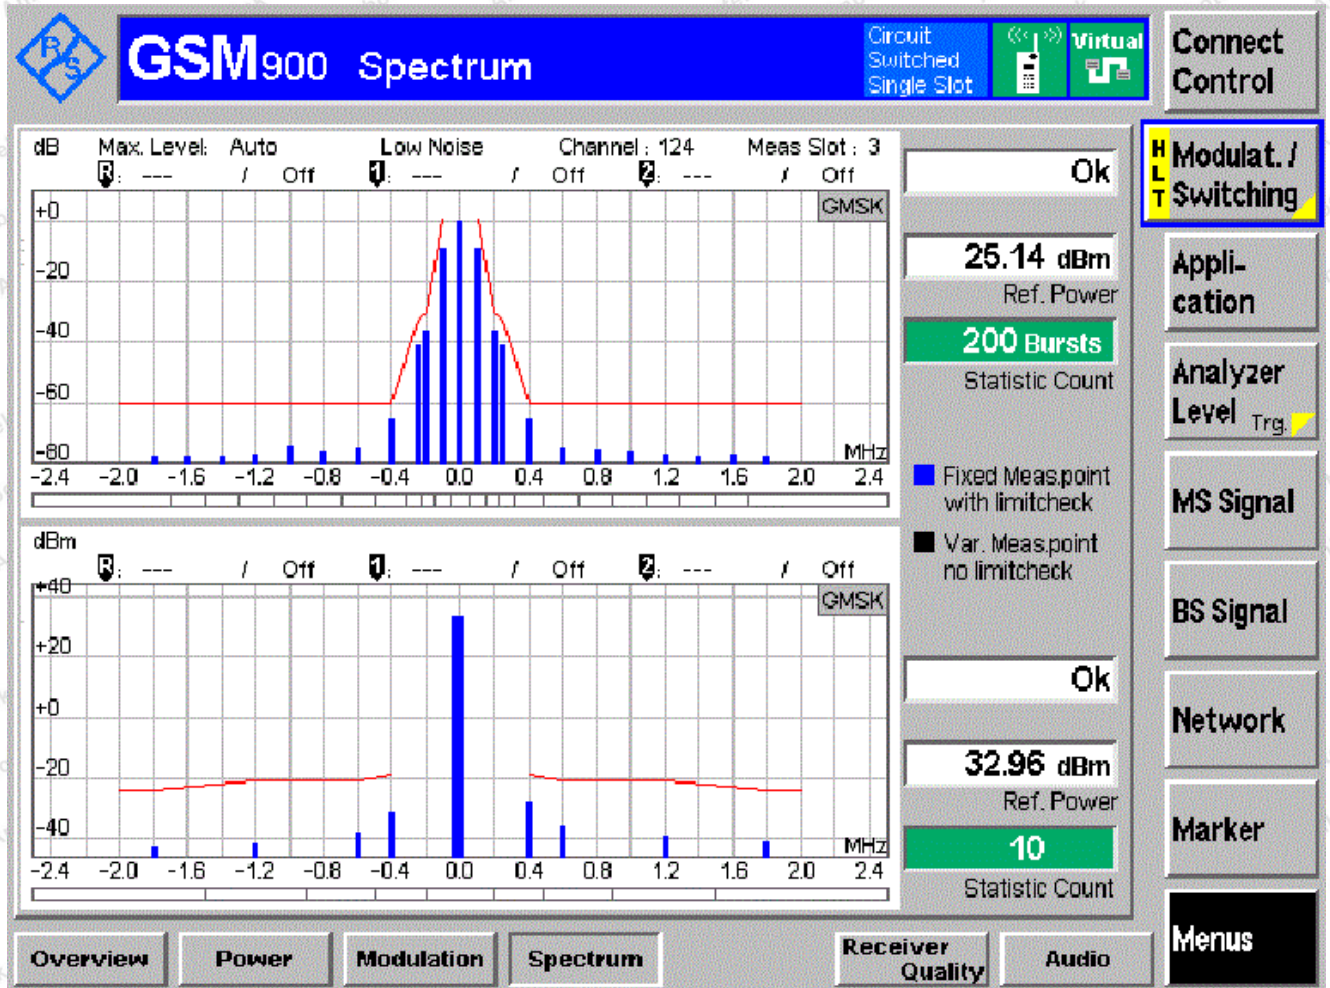 R/S
GSM900 Spectrum
Circuit
Switched
Single Slot
Virtual
Connect
Control
dB Max. Level: Auto Low Noise Channel : 124 Meas Slot : 3
R: --- / Off 1: --- / Off 2: --- / Off
GMSK
+0
-20
-40
-60
-80
MHz
-2.4 -2.0 -1.6 -1.2 -0.8 -0.4 0.0 0.4 0.8 1.2 1.6 2.0 2.4
Ok
25.14 dBm
Ref. Power
200 Bursts
Statistic Count
Fixed Meas.point
with limitcheck
Var. Meas.point
no limitcheck
dBm
R: --- / Off 1: --- / Off 2: --- / Off
GMSK
+40
+20
+0
-20
-40
MHz
-2.4 -2.0 -1.6 -1.2 -0.8 -0.4 0.0 0.4 0.8 1.2 1.6 2.0 2.4
Ok
32.96 dBm
Ref. Power
10
Statistic Count
HLT
Modulat. /
Switching
Appli-
cation
Analyzer
Level Trg.
MS Signal
BS Signal
Network
Marker
Menus
Overview
Power
Modulation
Spectrum
Receiver
Quality
Audio